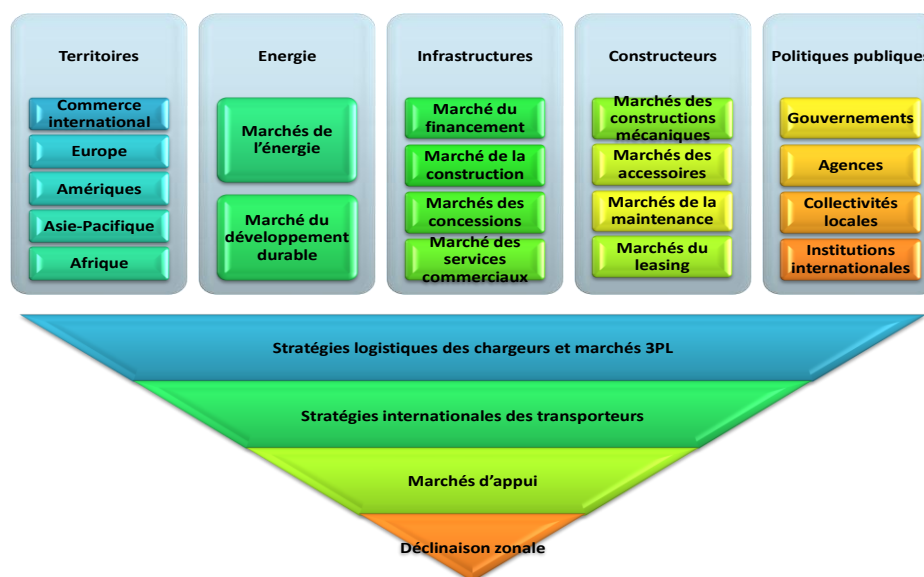 Territoires
Commerce
international
Europe
Amériques
Asie-Pacifique
Afrique
Energie
Marchés de
l'énergie
Marché du
développement
durable
Infrastructures
Marché du
financement
Marché de la
construction
Marchés des
concessions
Marché des
services
commerciaux
Constructeurs
Marchés des
constructions
mécaniques
Marchés des
accessoires
Marchés de la
maintenance
Marchés du
leasing
Politiques publiques
Gouvernements
Agences
Collectivités
locales
Institutions
internationales
Stratégies logistiques des chargeurs et marchés 3PL
Stratégies internationales des transporteurs
Marchés d'appui
Déclinaison zonale